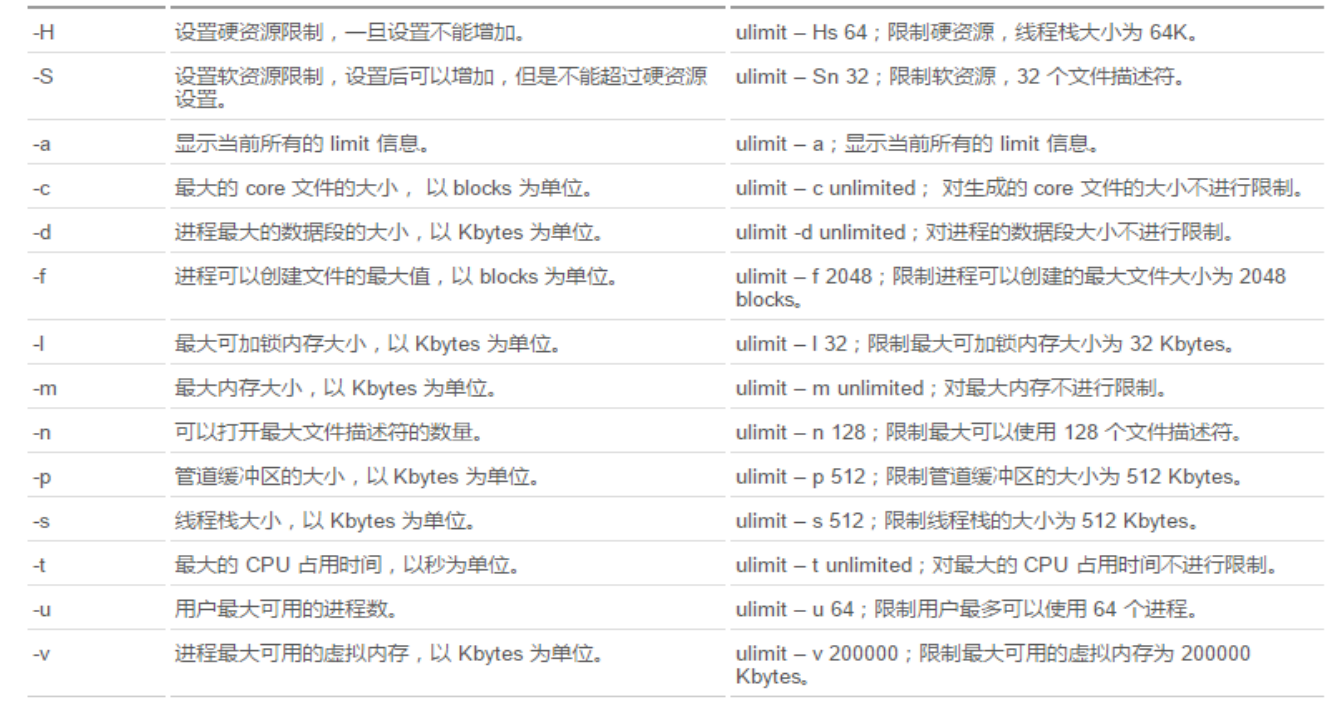 -H 设置硬资源限制，一旦设置不能增加。 ulimit – Hs 64；限制硬资源，线程栈大小为 64K。
-S 设置软资源限制，设置后可以增加，但是不能超过硬资源设置。 ulimit – Sn 32；限制软资源，32 个文件描述符。
-a 显示当前所有的 limit 信息。 ulimit – a；显示当前所有的 limit 信息。
-c 最大的 core 文件的大小， 以 blocks 为单位。 ulimit – c unlimited； 对生成的 core 文件的大小不进行限制。
-d 进程最大的数据段的大小，以 Kbytes 为单位。 ulimit -d unlimited；对进程的数据段大小不进行限制。
-f 进程可以创建文件的最大值，以 blocks 为单位。 ulimit – f 2048；限制进程可以创建的最大文件大小为 2048 blocks。
-l 最大可加锁内存大小，以 Kbytes 为单位。 ulimit – l 32；限制最大可加锁内存大小为 32 Kbytes。
-m 最大内存大小，以 Kbytes 为单位。 ulimit – m unlimited；对最大内存不进行限制。
-n 可以打开最大文件描述符的数量。 ulimit – n 128；限制最大可以使用 128 个文件描述符。
-p 管道缓冲区的大小，以 Kbytes 为单位。 ulimit – p 512；限制管道缓冲区的大小为 512 Kbytes。
-s 线程栈大小，以 Kbytes 为单位。 ulimit – s 512；限制线程栈的大小为 512 Kbytes。
-t 最大的 CPU 占用时间，以秒为单位。 ulimit – t unlimited；对最大的 CPU 占用时间不进行限制。
-u 用户最大可用的进程数。 ulimit – u 64；限制用户最多可以使用 64 个进程。
-v 进程最大可用的虚拟内存，以 Kbytes 为单位。 ulimit – v 200000；限制最大可用的虚拟内存为 200000 Kbytes。